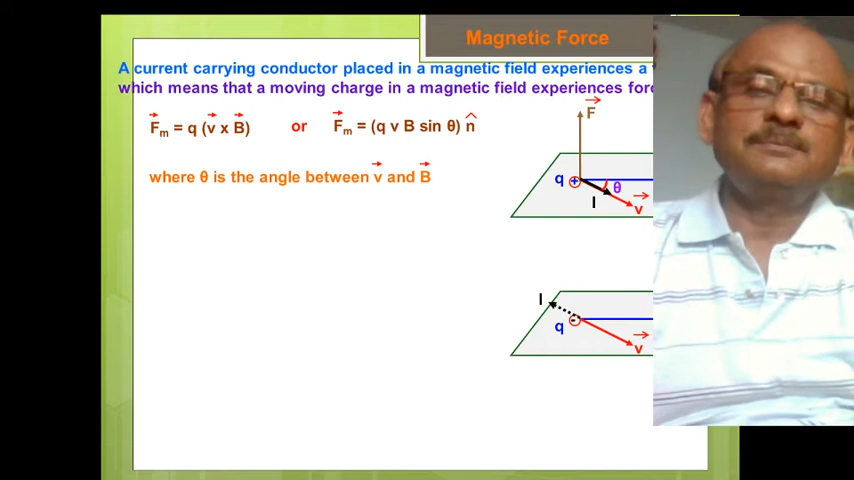 Magnetic Force
A current carrying conductor placed in a magnetic field experiences a
which means that a moving charge in a magnetic field experiences
F⃗m = q (v⃗ x B⃗) or F⃗m = (q v B sin θ) n̂
where θ is the angle between v⃗ and B⃗
F⃗
q + θ
I v⃗
I
q -
v⃗